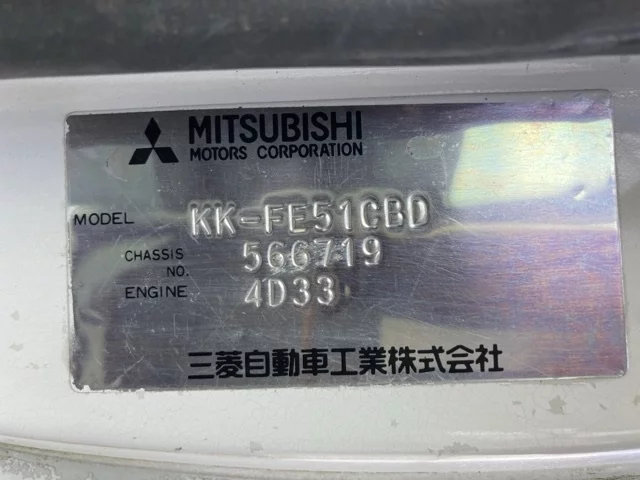 MITSUBISHI
MOTORS CORPORATION
MODEL KK-FE51CBD
CHASSIS NO. 566719
ENGINE 4D33
三菱自動車工業株式会社